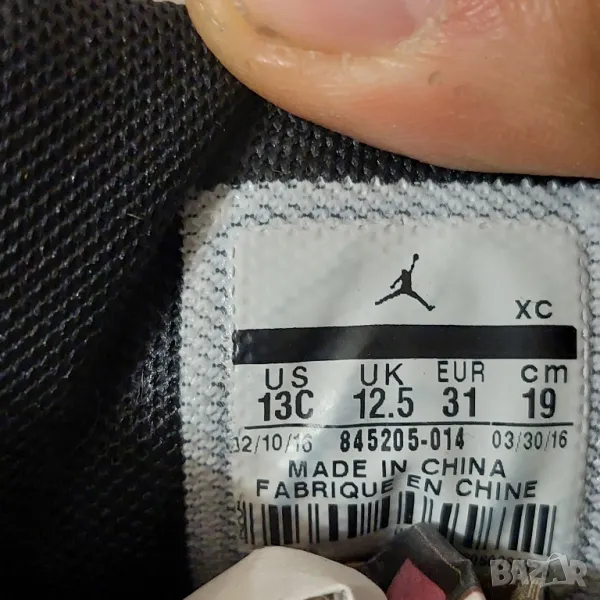 XC
US UK EUR cm
13C 12.5 31 19
845205-014 03/30/16
MADE IN CHINA
FABRIQUE EN CHINE
BAZAR